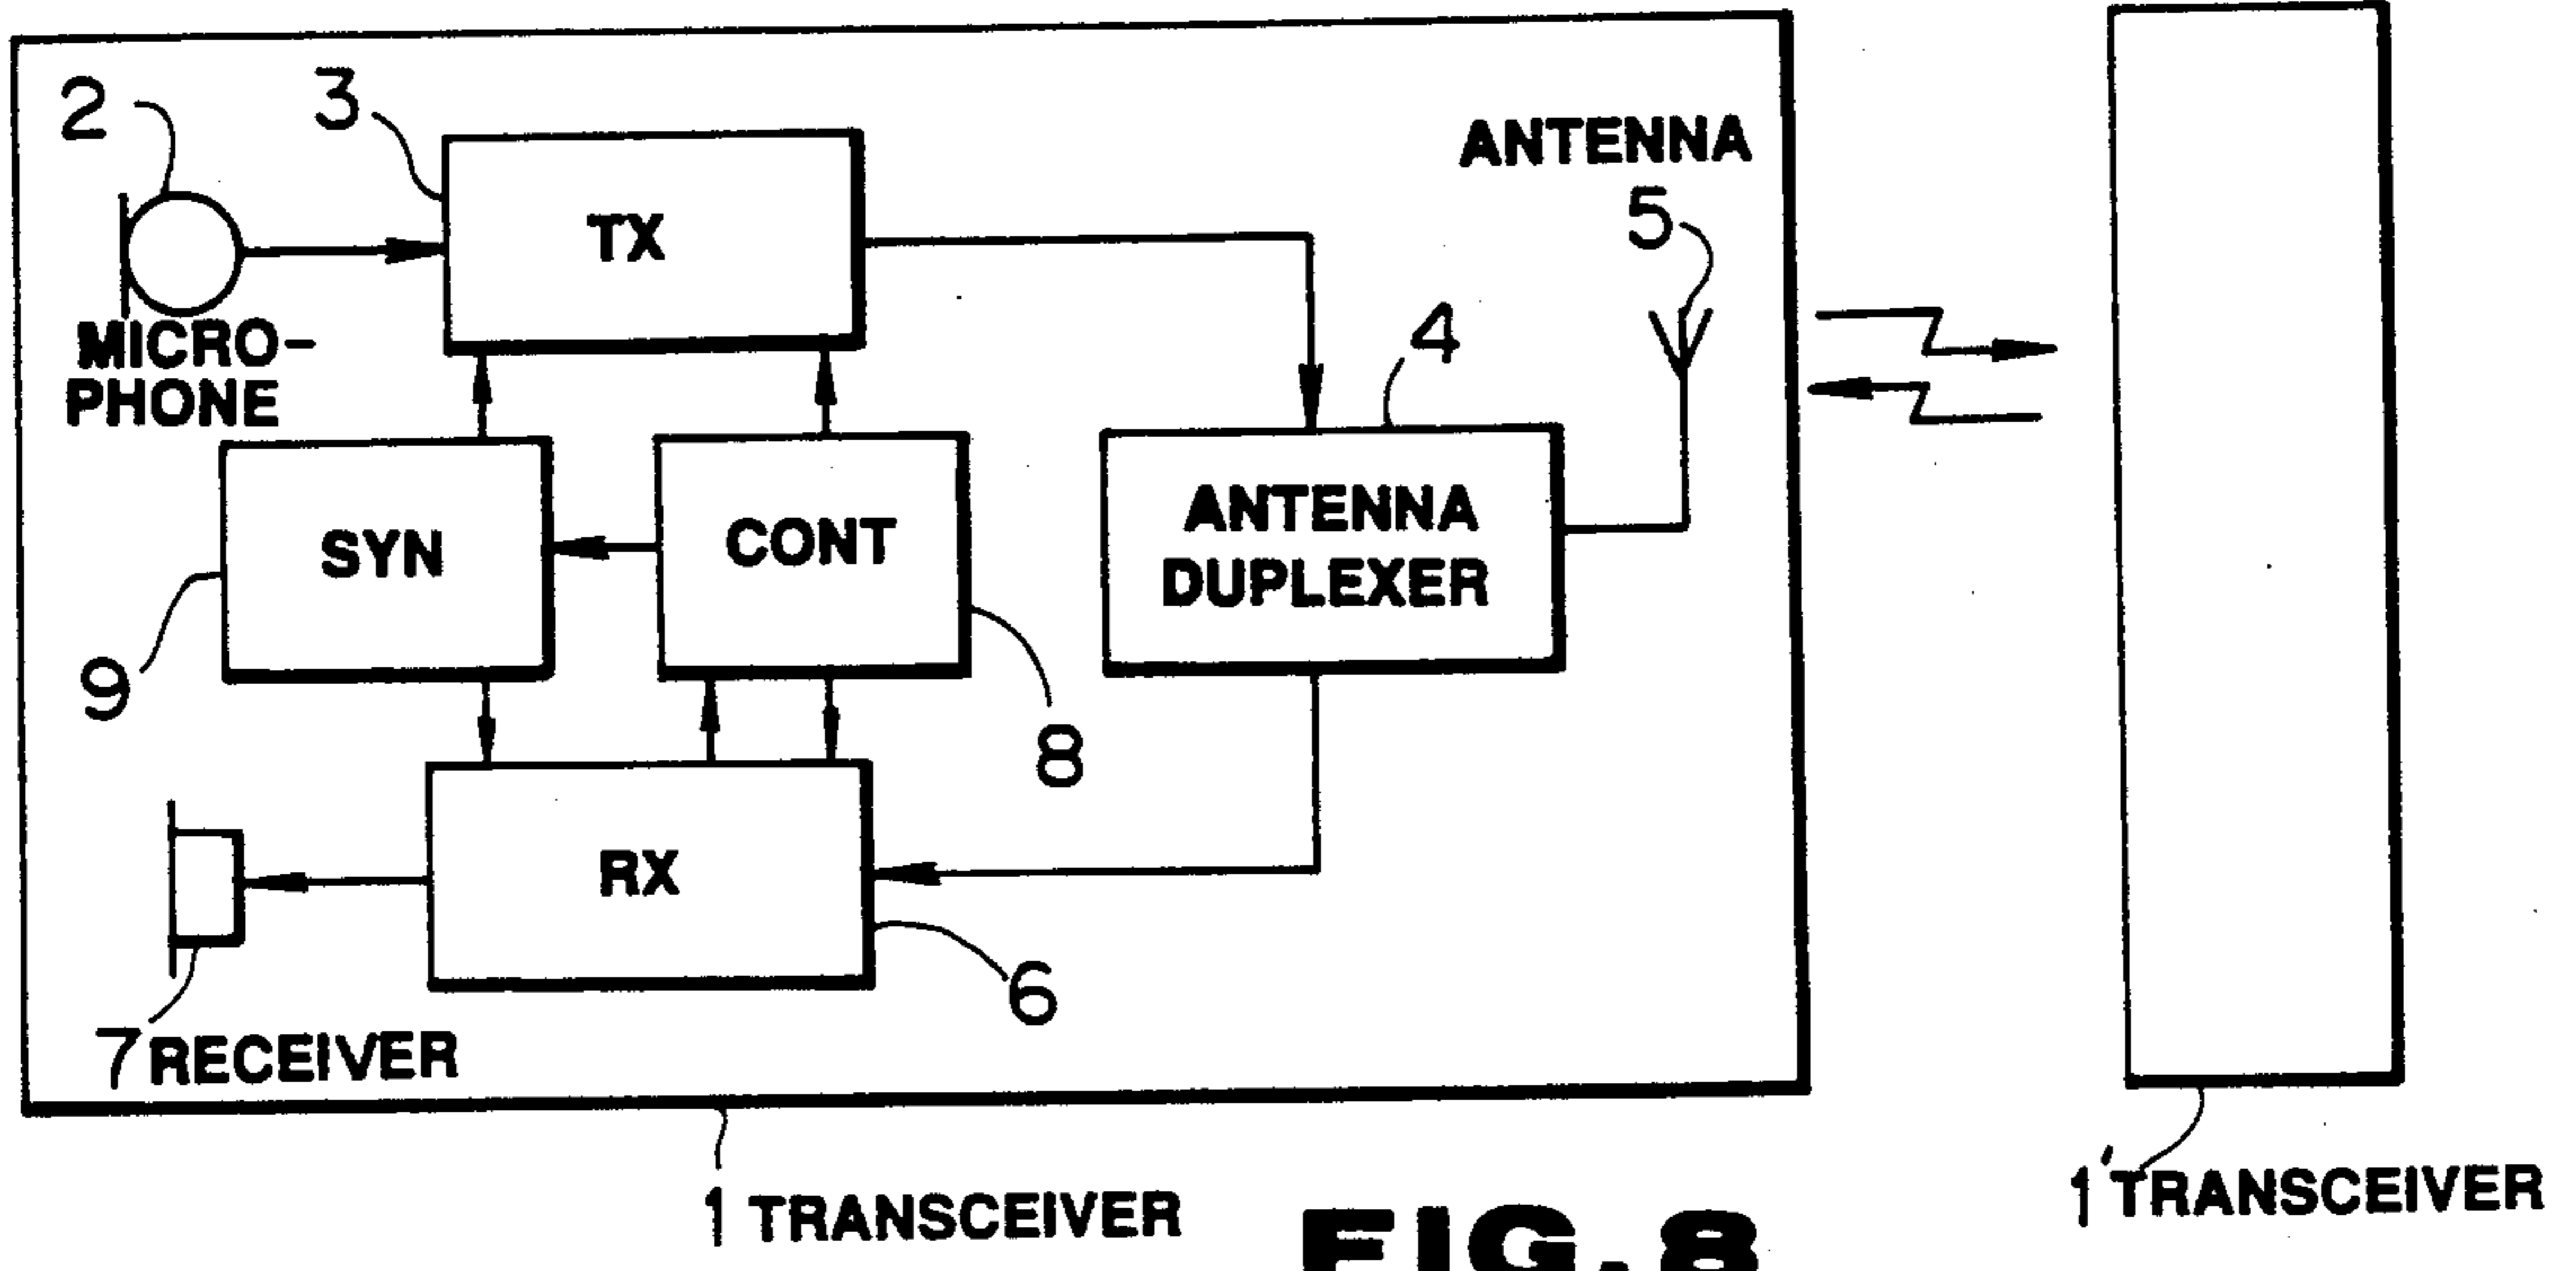 2
3
TX
ANTENNA
5
MICRO-
PHONE
4
SYN
CONT
ANTENNA
DUPLEXER
9
8
RX
6
7 RECEIVER
1 TRANSCEIVER
1' TRANSCEIVER
FIG. 8